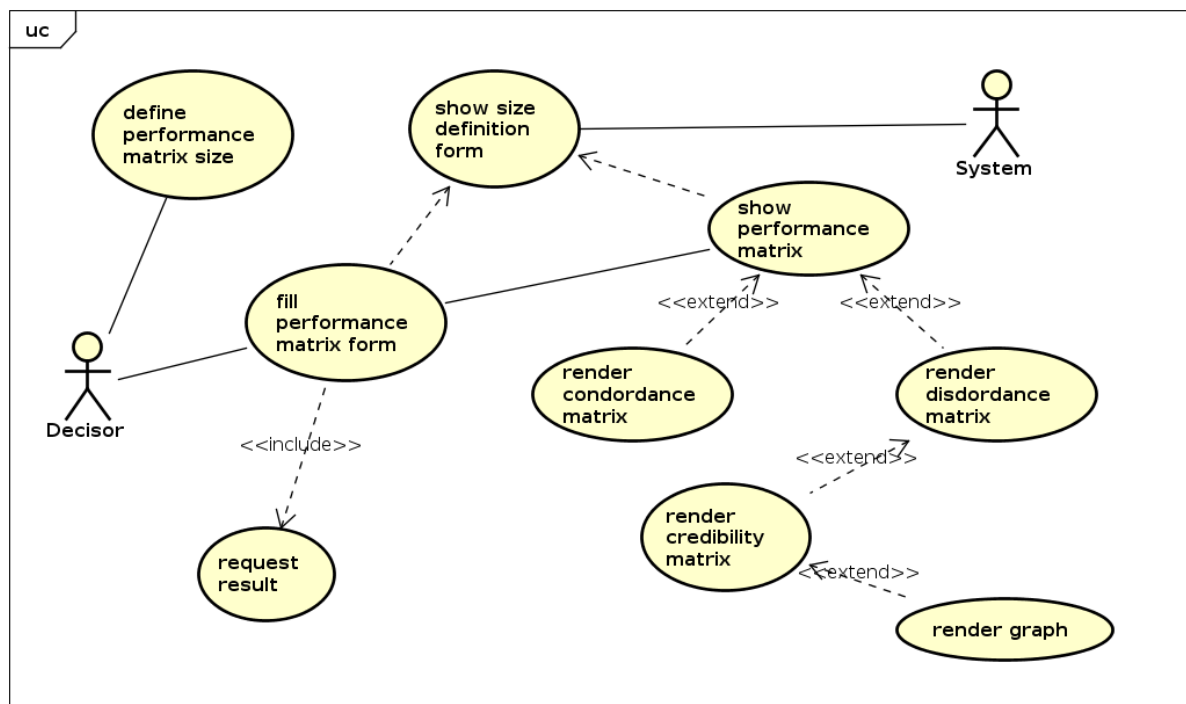 uc
define
performance
matrix size
show size
definition
form
System
show
performance
matrix
fill
performance
matrix form
<<extend>>
<<extend>>
Decisor
render
condordance
matrix
render
disdordance
matrix
<<include>>
<<extend>>
render
credibility
matrix
request
result
<<extend>>
render graph